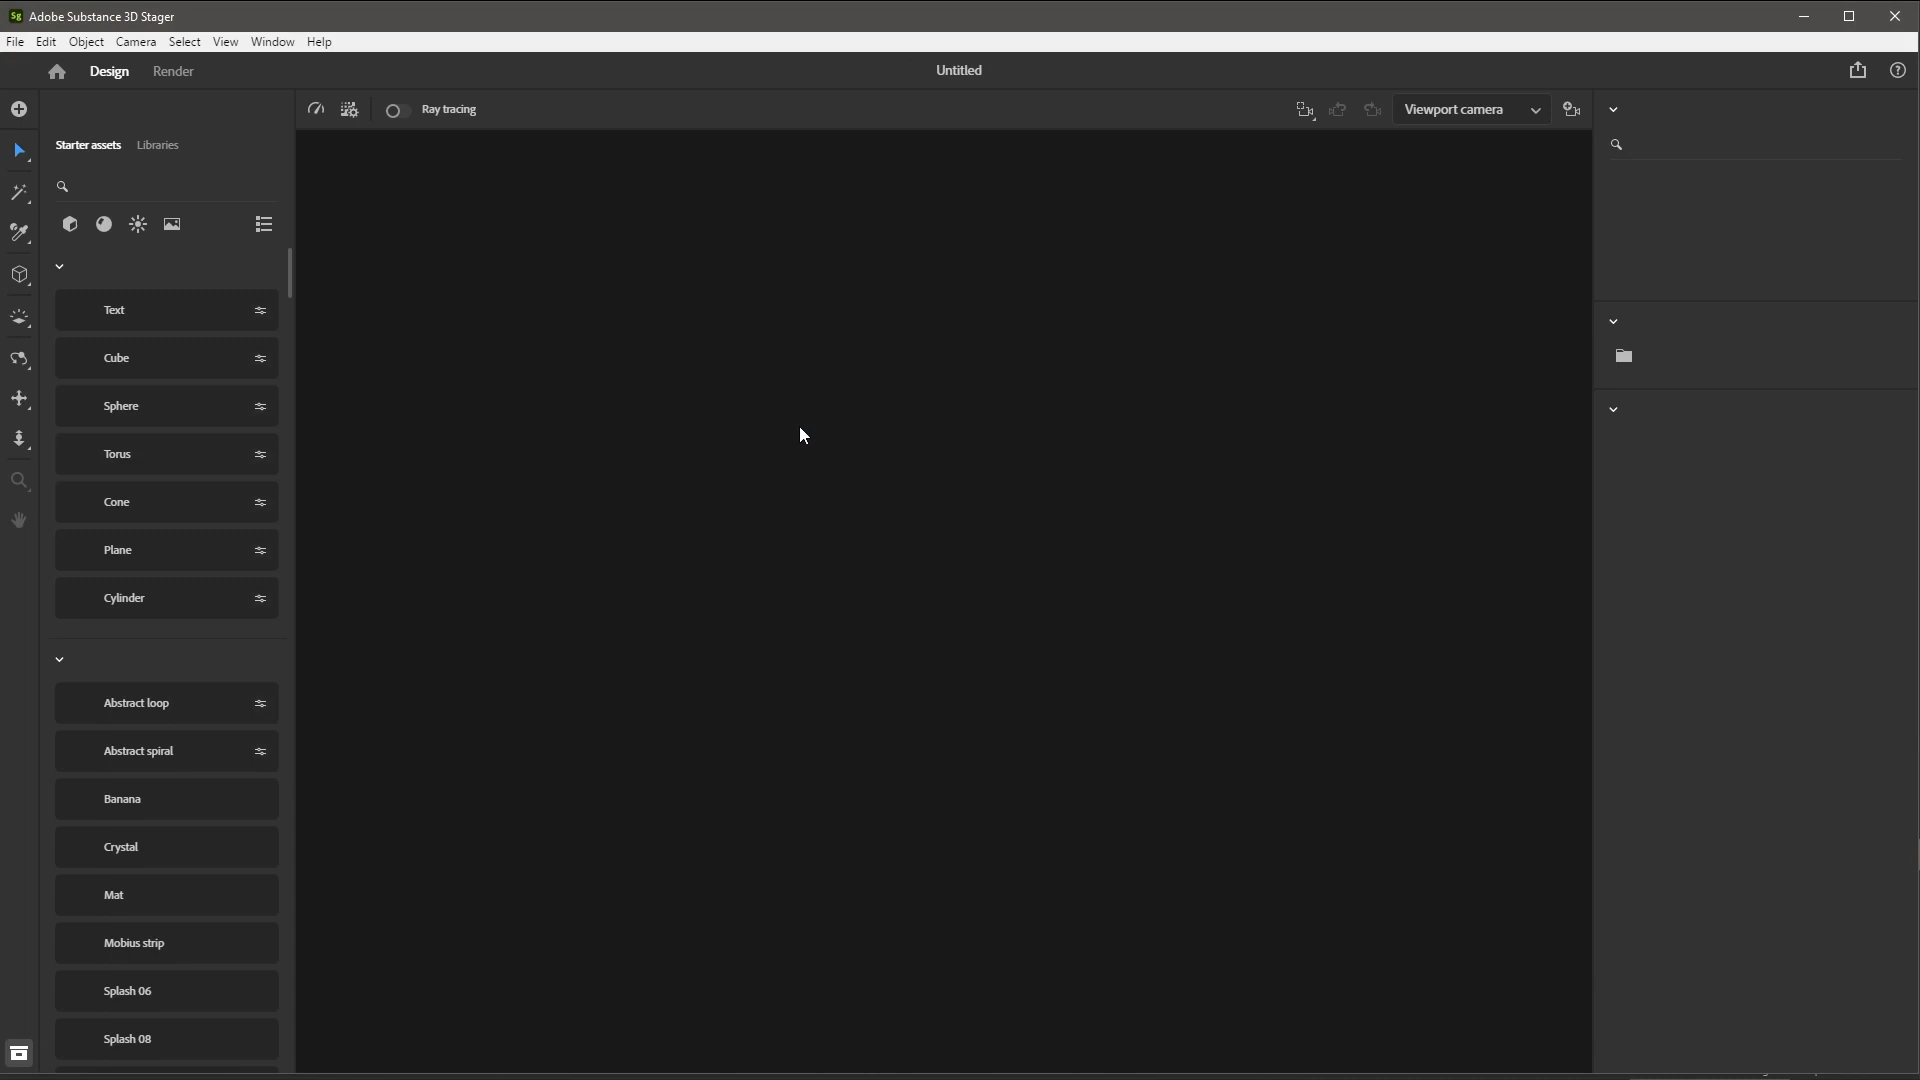 Adobe Substance 3D Stager
File Edit Object Camera Select View Window Help
Design Render Untitled
Ray tracing Viewport camera
Starter assets Libraries
Text
Cube
Sphere
Torus
Cone
Plane
Cylinder
Abstract loop
Abstract spiral
Banana
Crystal
Mat
Mobius strip
Splash 06
Splash 08